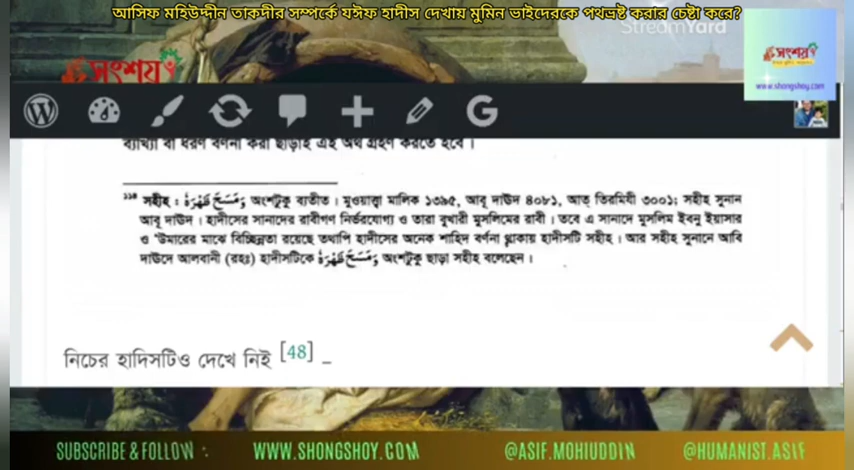 আসিফ মহিউদ্দীন তাকদীর সম্পর্কে যঈফ হাদীস দেখায় মুমিন ভাইদেরকে পথভ্রষ্ট করার চেষ্টা করে?
StreamYard
সংশয়
সংশয়
www.shongshoy.com
ব্যাখ্যা বা ধরণ বর্ণনা করা ছাড়াই এই অর্থ গ্রহণ করতে হবে।
১১৪ সহীহ : وَمَسَحَ ظَهْرَهُ অংশটুকু ব্যতীত। মুওয়াত্ত্বা মালিক ১৩৯৫, আবূ দাউদ ৪০৮১, আত্ তিরমিযী ৩০০১; সহীহ সুনান
আবূ দাউদ। হাদীসের সানাদের রাবীগণ নির্ভরযোগ্য ও তারা বুখারী মুসলিমের রাবী। তবে এ সানাদে মুসলিম ইবনু ইয়াসার
ও 'উমারের মাঝে বিচ্ছিন্নতা রয়েছে তথাপি হাদীসের অনেক শাহিদ বর্ণনা থাকায় হাদীসটি সহীহ। আর সহীহ সুনানে আবি
দাউদে আলবানী (রহঃ) হাদীসটিকে وَمَسَحَ ظَهْرَهُ অংশটুকু ছাড়া সহীহ বলেছেন।
নিচের হাদিসটিও দেখে নিই [48] –
SUBSCRIBE & FOLLOW : WWW.SHONGSHOY.COM @ASIF.MOHIUDDIN @HUMANIST.ASIF